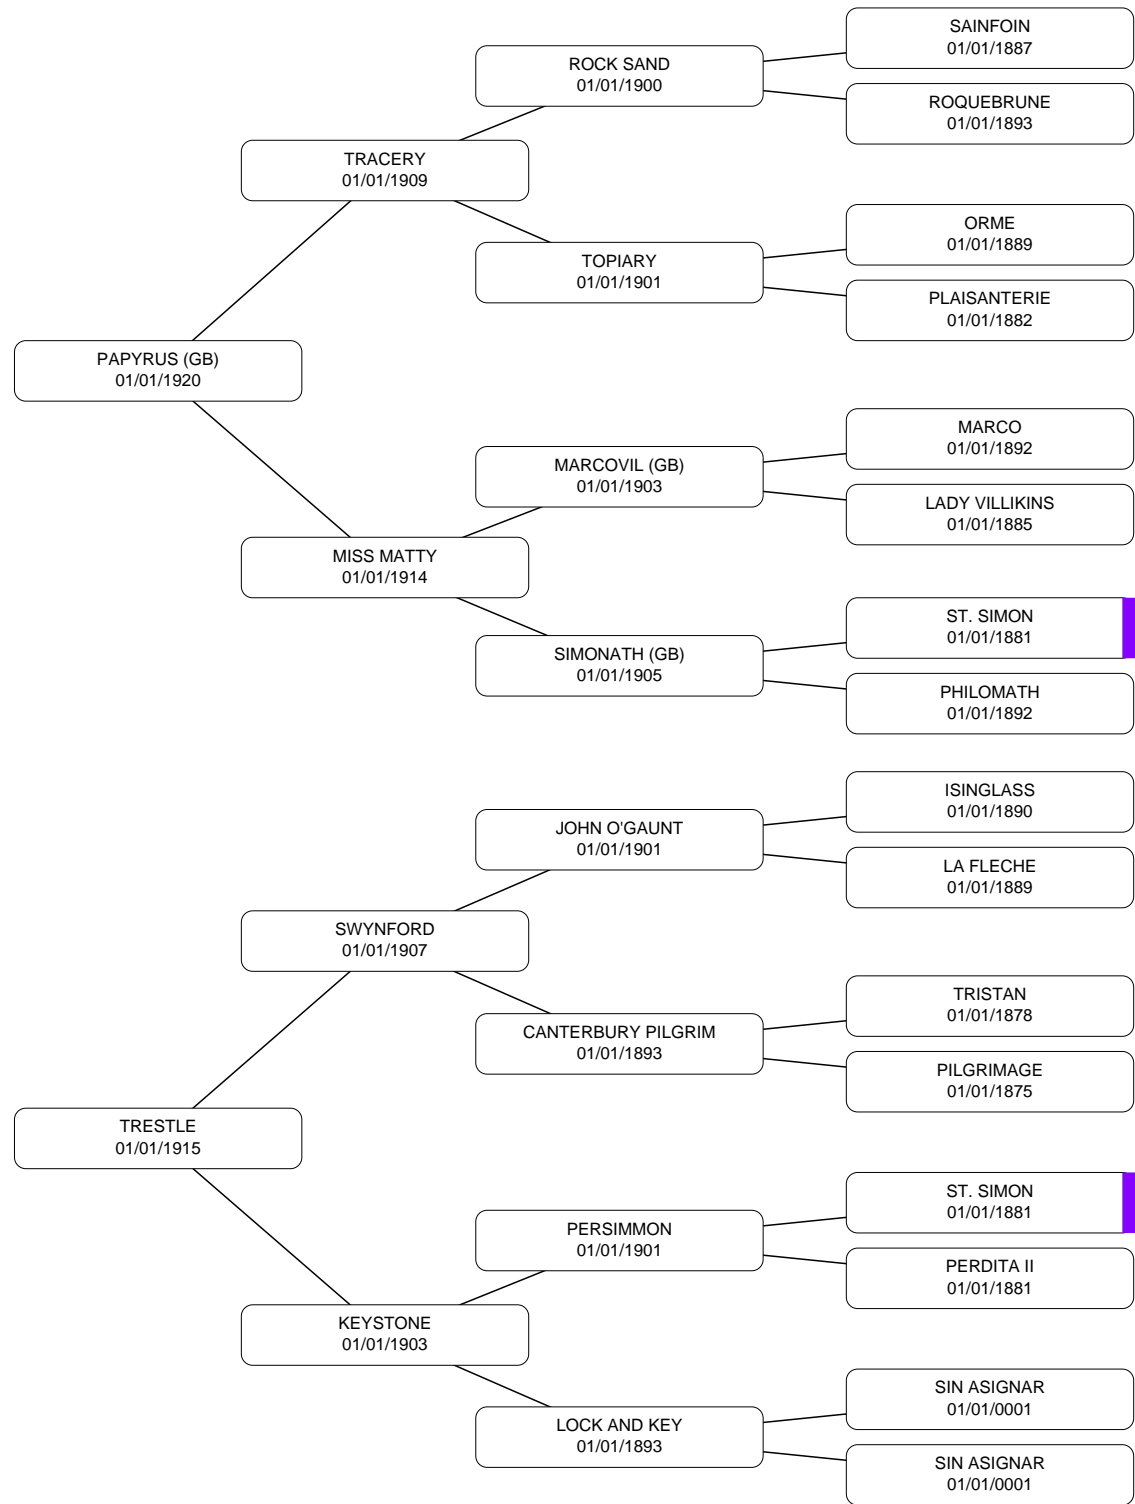 SAINFOIN
01/01/1887
ROCK SAND
01/01/1900
ROQUEBRUNE
01/01/1893
TRACERY
01/01/1909
ORME
01/01/1889
TOPIARY
01/01/1901
PLAISANTERIE
01/01/1882
PAPYRUS (GB)
01/01/1920
MARCO
01/01/1892
MARCOVIL (GB)
01/01/1903
LADY VILLIKINS
01/01/1885
MISS MATTY
01/01/1914
ST. SIMON
01/01/1881
SIMONATH (GB)
01/01/1905
PHILOMATH
01/01/1892
ISINGLASS
01/01/1890
JOHN O'GAUNT
01/01/1901
LA FLECHE
01/01/1889
SWYNFORD
01/01/1907
TRISTAN
01/01/1878
CANTERBURY PILGRIM
01/01/1893
PILGRIMAGE
01/01/1875
TRESTLE
01/01/1915
ST. SIMON
01/01/1881
PERSIMMON
01/01/1901
PERDITA II
01/01/1881
KEYSTONE
01/01/1903
SIN ASIGNAR
01/01/0001
LOCK AND KEY
01/01/1893
SIN ASIGNAR
01/01/0001